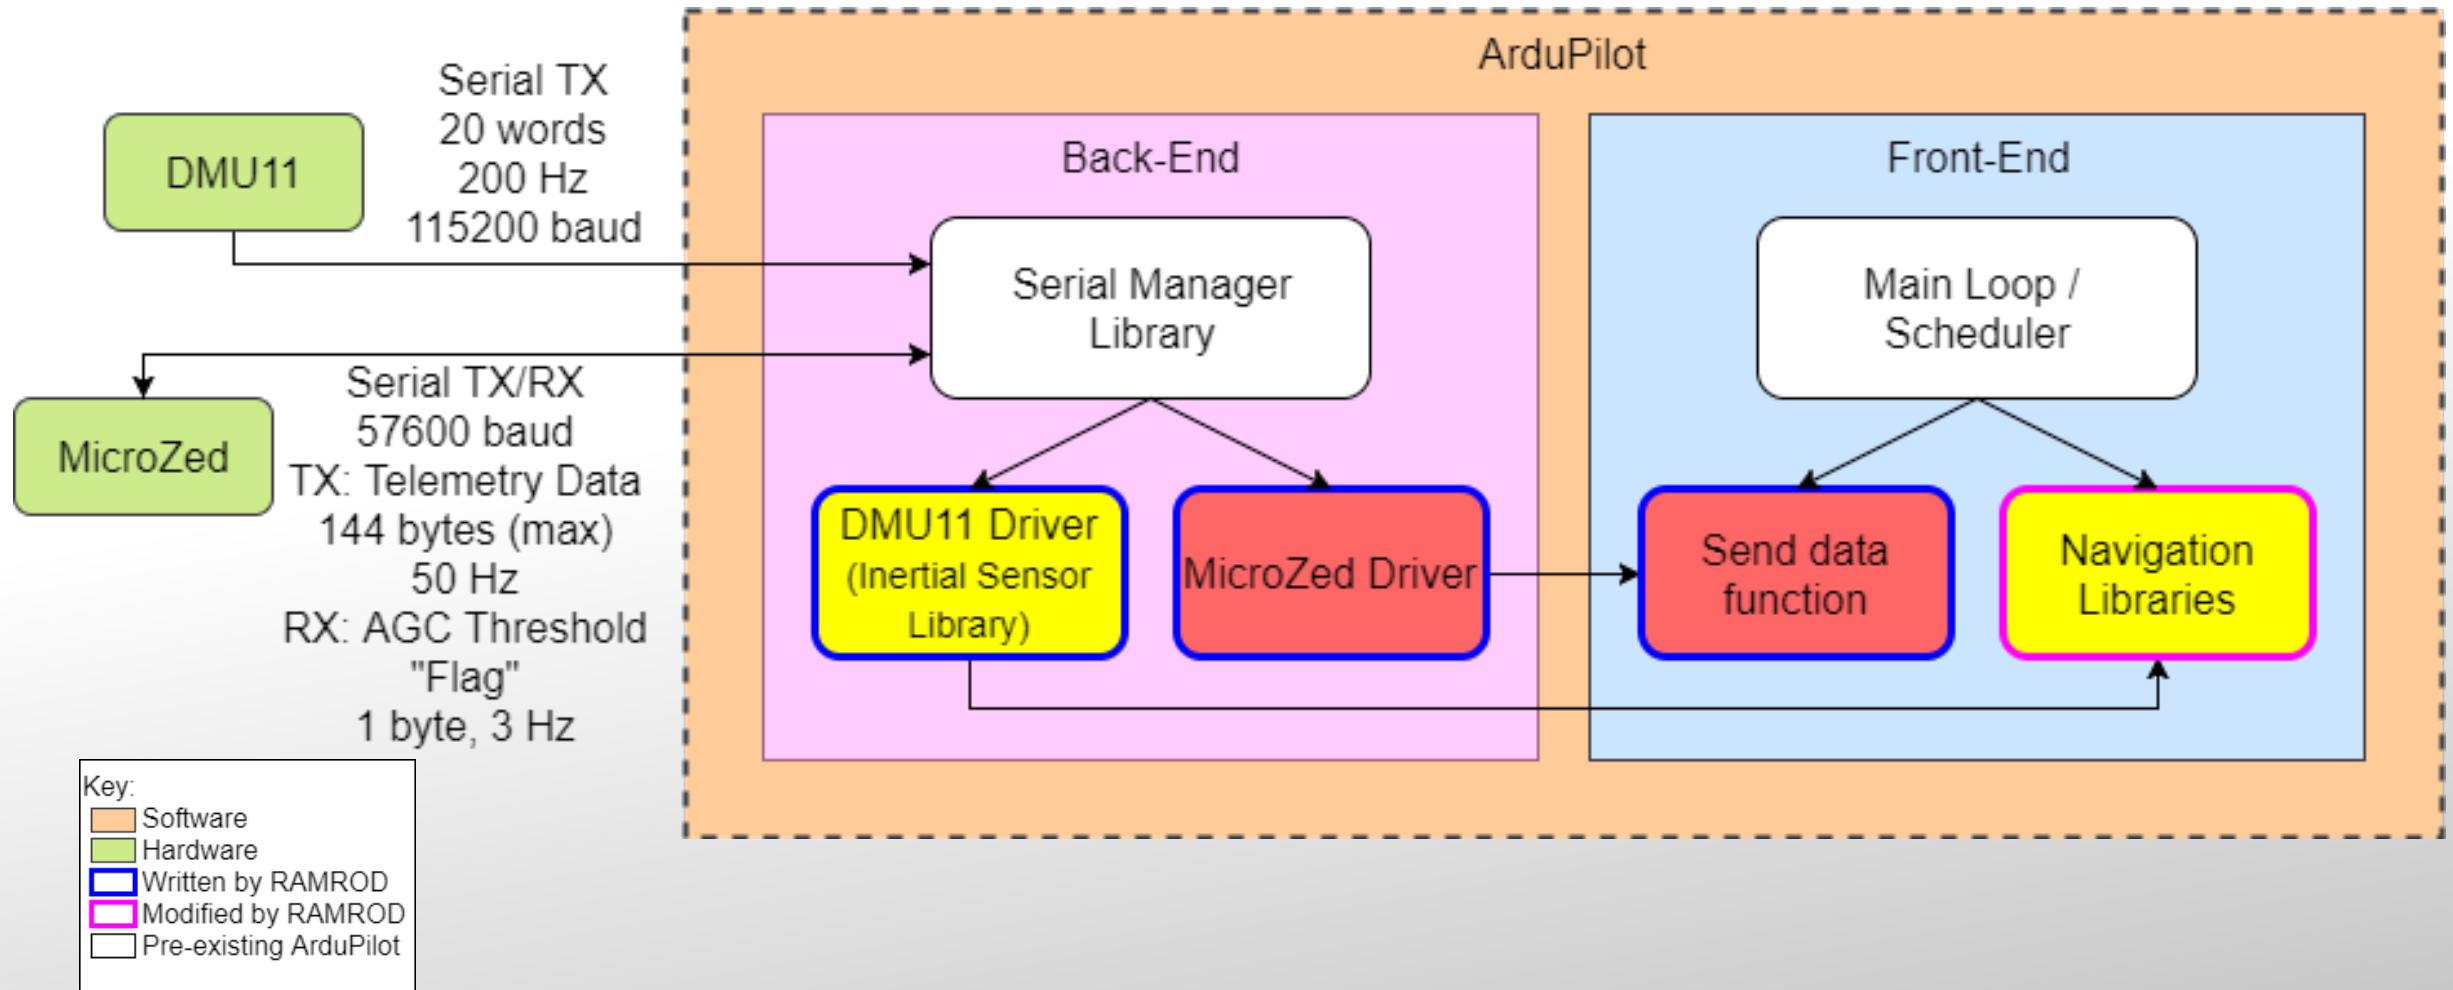 ArduPilot
Serial TX
20 words
200 Hz
115200 baud
DMU11
Back-End
Front-End
Serial Manager
Library
Main Loop /
Scheduler
MicroZed
Serial TX/RX
57600 baud
TX: Telemetry Data
144 bytes (max)
50 Hz
RX: AGC Threshold
"Flag"
1 byte, 3 Hz
DMU11 Driver
(Inertial Sensor
Library)
MicroZed Driver
Send data
function
Navigation
Libraries
Key:
Software
Hardware
Written by RAMROD
Modified by RAMROD
Pre-existing ArduPilot